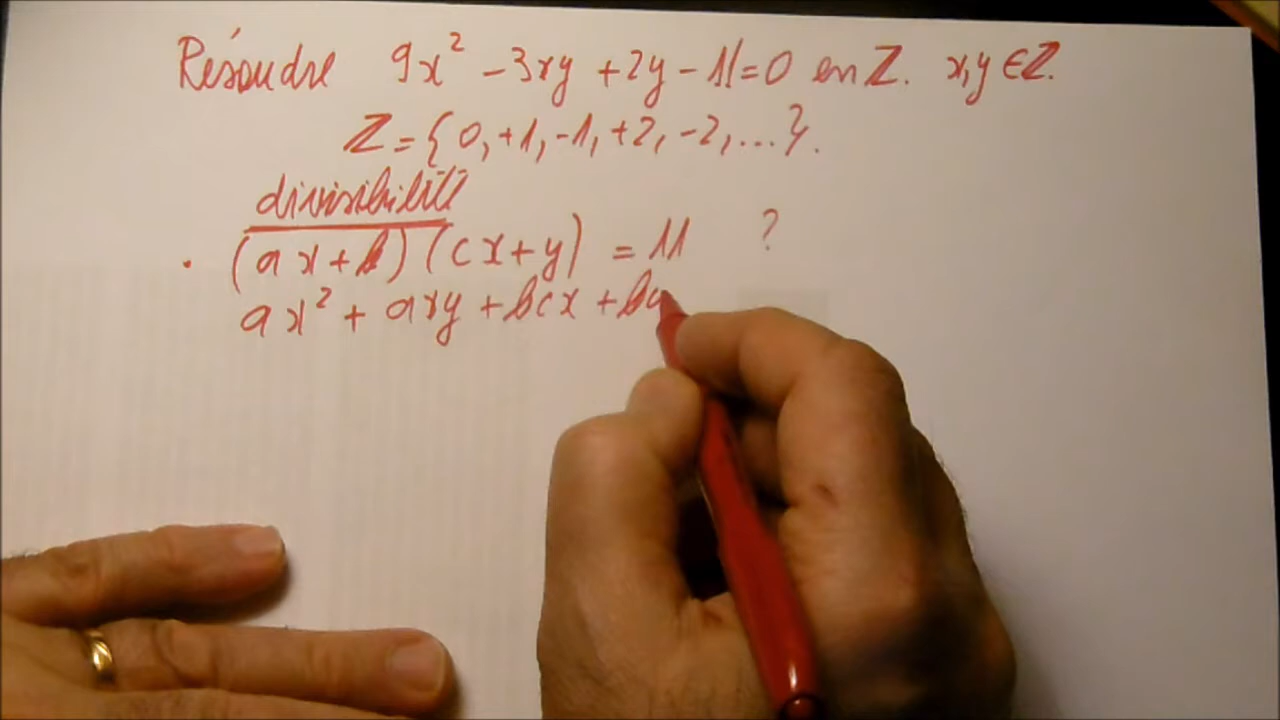 Résoudre 9x² - 3xy + 2y - 11 = 0 en ℤ. x, y ∈ ℤ.
ℤ = {0, +1, -1, +2, -2, ...}.
divisibilité
. (ax + b) (cx + y) = 11 ?
ax² + axy + bcx + by